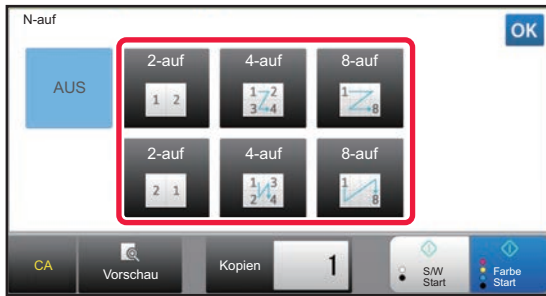 N-auf
OK
AUS
2-auf
4-auf
8-auf
1 2
1 2
3 4
1
8
2-auf
4-auf
8-auf
2 1
1 3
2 4
1
8
CA
Vorschau
Kopien
1
S/W
Start
Farbe
Start